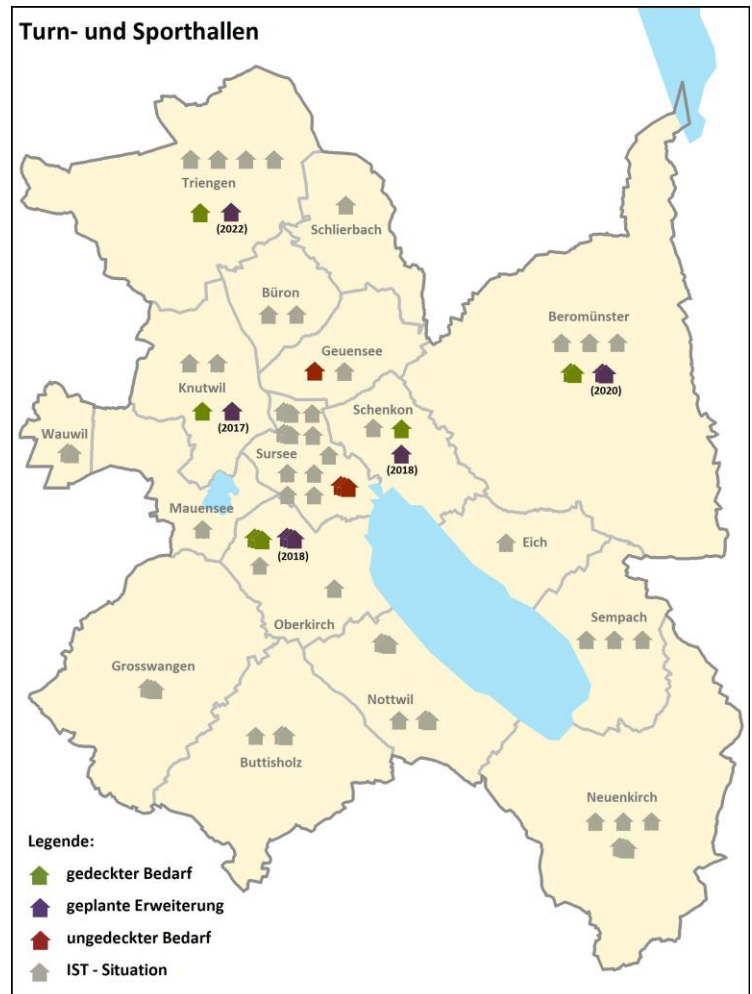 Turn- und Sporthallen
Triengen
(2022)
Schlierbach
Büron
Beromünster
(2020)
Geuensee
Knutwil
(2017)
Schenkon
(2018)
Wauwil
Sursee
Mauensee
(2018)
Eich
Oberkirch
Sempach
Grosswangen
Nottwil
Buttisholz
Neuenkirch
Legende:
gedeckter Bedarf
geplante Erweiterung
ungedeckter Bedarf
IST - Situation